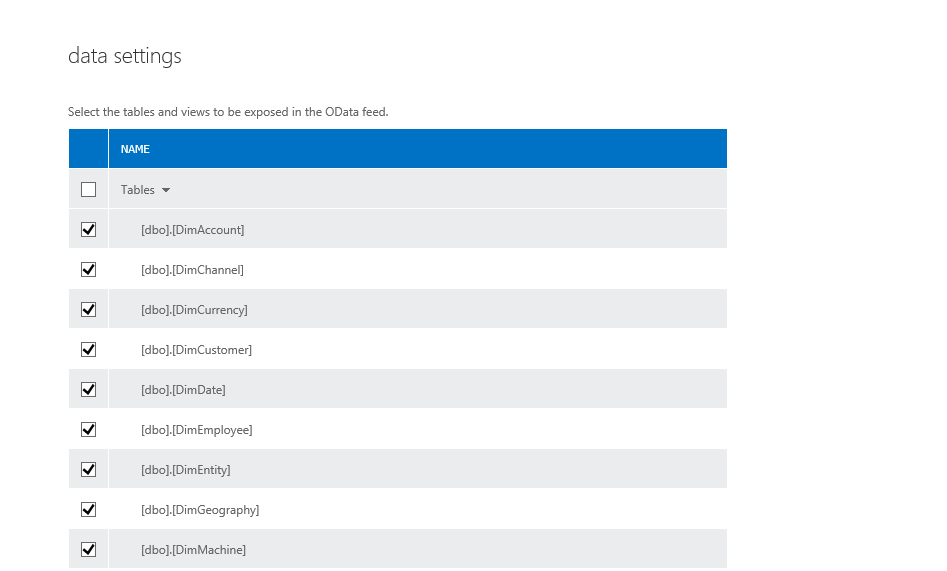 data settings
Select the tables and views to be exposed in the OData feed.
NAME
Tables
[dbo].[DimAccount]
[dbo].[DimChannel]
[dbo].[DimCurrency]
[dbo].[DimCustomer]
[dbo].[DimDate]
[dbo].[DimEmployee]
[dbo].[DimEntity]
[dbo].[DimGeography]
[dbo].[DimMachine]